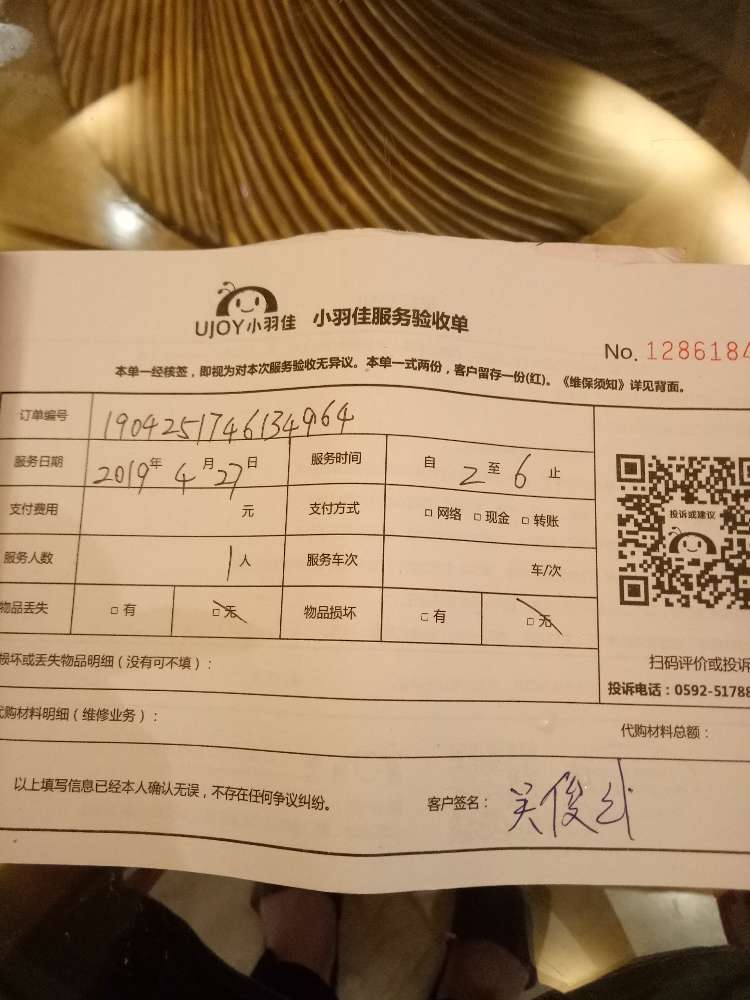 UJOY小羽佳 小羽佳服务验收单
No. 1286184
本单一经核签，即视为对本次服务验收无异议。本单一式两份，客户留存一份(红)。《维保须知》详见背面。
订单编号 1904251746134964
服务日期 2019年4月27日 服务时间 自 2 至 6 止
支付费用 元 支付方式 □ 网络 □ 现金 □ 转账
投诉或建议
服务人数 1人 服务车次 车/次
物品丢失 □ 有 □ 无 物品损坏 □ 有 □ 无
损坏或丢失物品明细（没有可不填）：
扫码评价或投诉
投诉电话：0592-51788
代购材料明细（维修业务）：
代购材料总额：
以上填写信息已经本人确认无误，不存在任何争议纠纷。 客户签名：吴俊